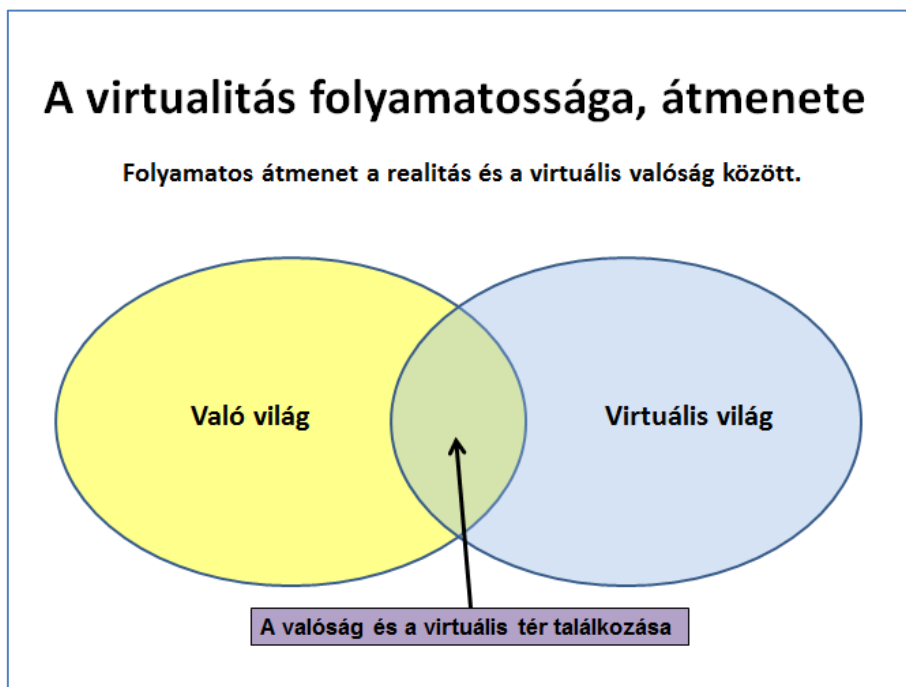 A virtualitás folyamatossága, átmenete
Folyamatos átmenet a realitás és a virtuális valóság között.
Való világ
Virtuális világ
A valóság és a virtuális tér találkozása